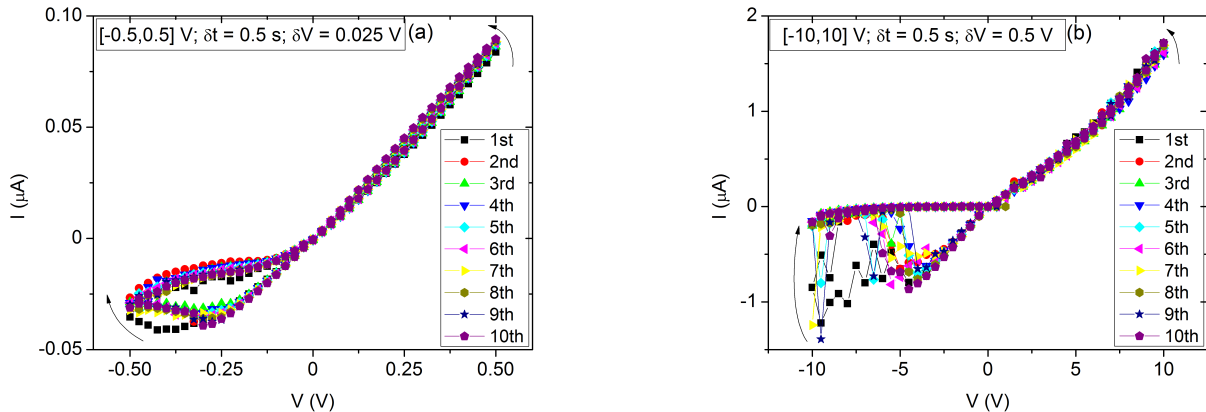 [-0.5,0.5] V; δt = 0.5 s; δV = 0.025 V (a)
0.10
0.05
0
-0.05
I (μA)
1st
2nd
3rd
4th
5th
6th
7th
8th
9th
10th
-0.50
-0.25
0
0.25
0.50
V (V)
[-10,10] V; δt = 0.5 s; δV = 0.5 V (b)
2
1
0
-1
I (μA)
1st
2nd
3rd
4th
5th
6th
7th
8th
9th
10th
-10
-5
0
5
10
V (V)